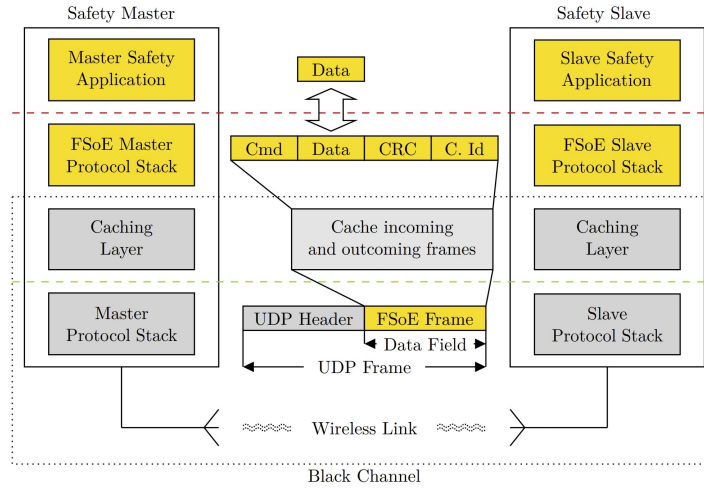 Safety Master
Safety Slave
Master Safety
Application
Data
Slave Safety
Application
FSoE Master
Protocol Stack
Cmd
Data
CRC
C. Id
FSoE Slave
Protocol Stack
Caching
Layer
Cache incoming
and outcoming frames
Caching
Layer
Master
Protocol Stack
UDP Header
FSoE Frame
Data Field
UDP Frame
Slave
Protocol Stack
Wireless Link
Black Channel